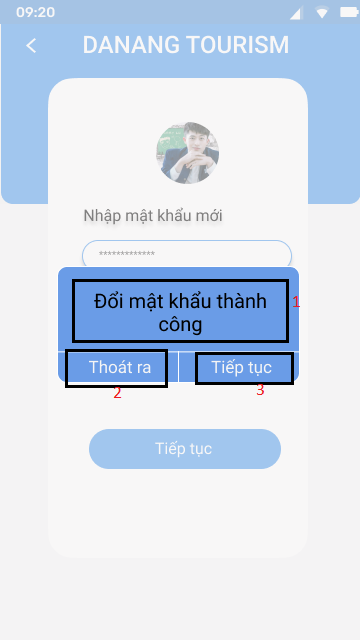 09:20
DANANG TOURISM
Nhập mật khẩu mới
*************
Đổi mật khẩu thành
công
1
Thoát ra
Tiếp tục
2
3
Tiếp tục